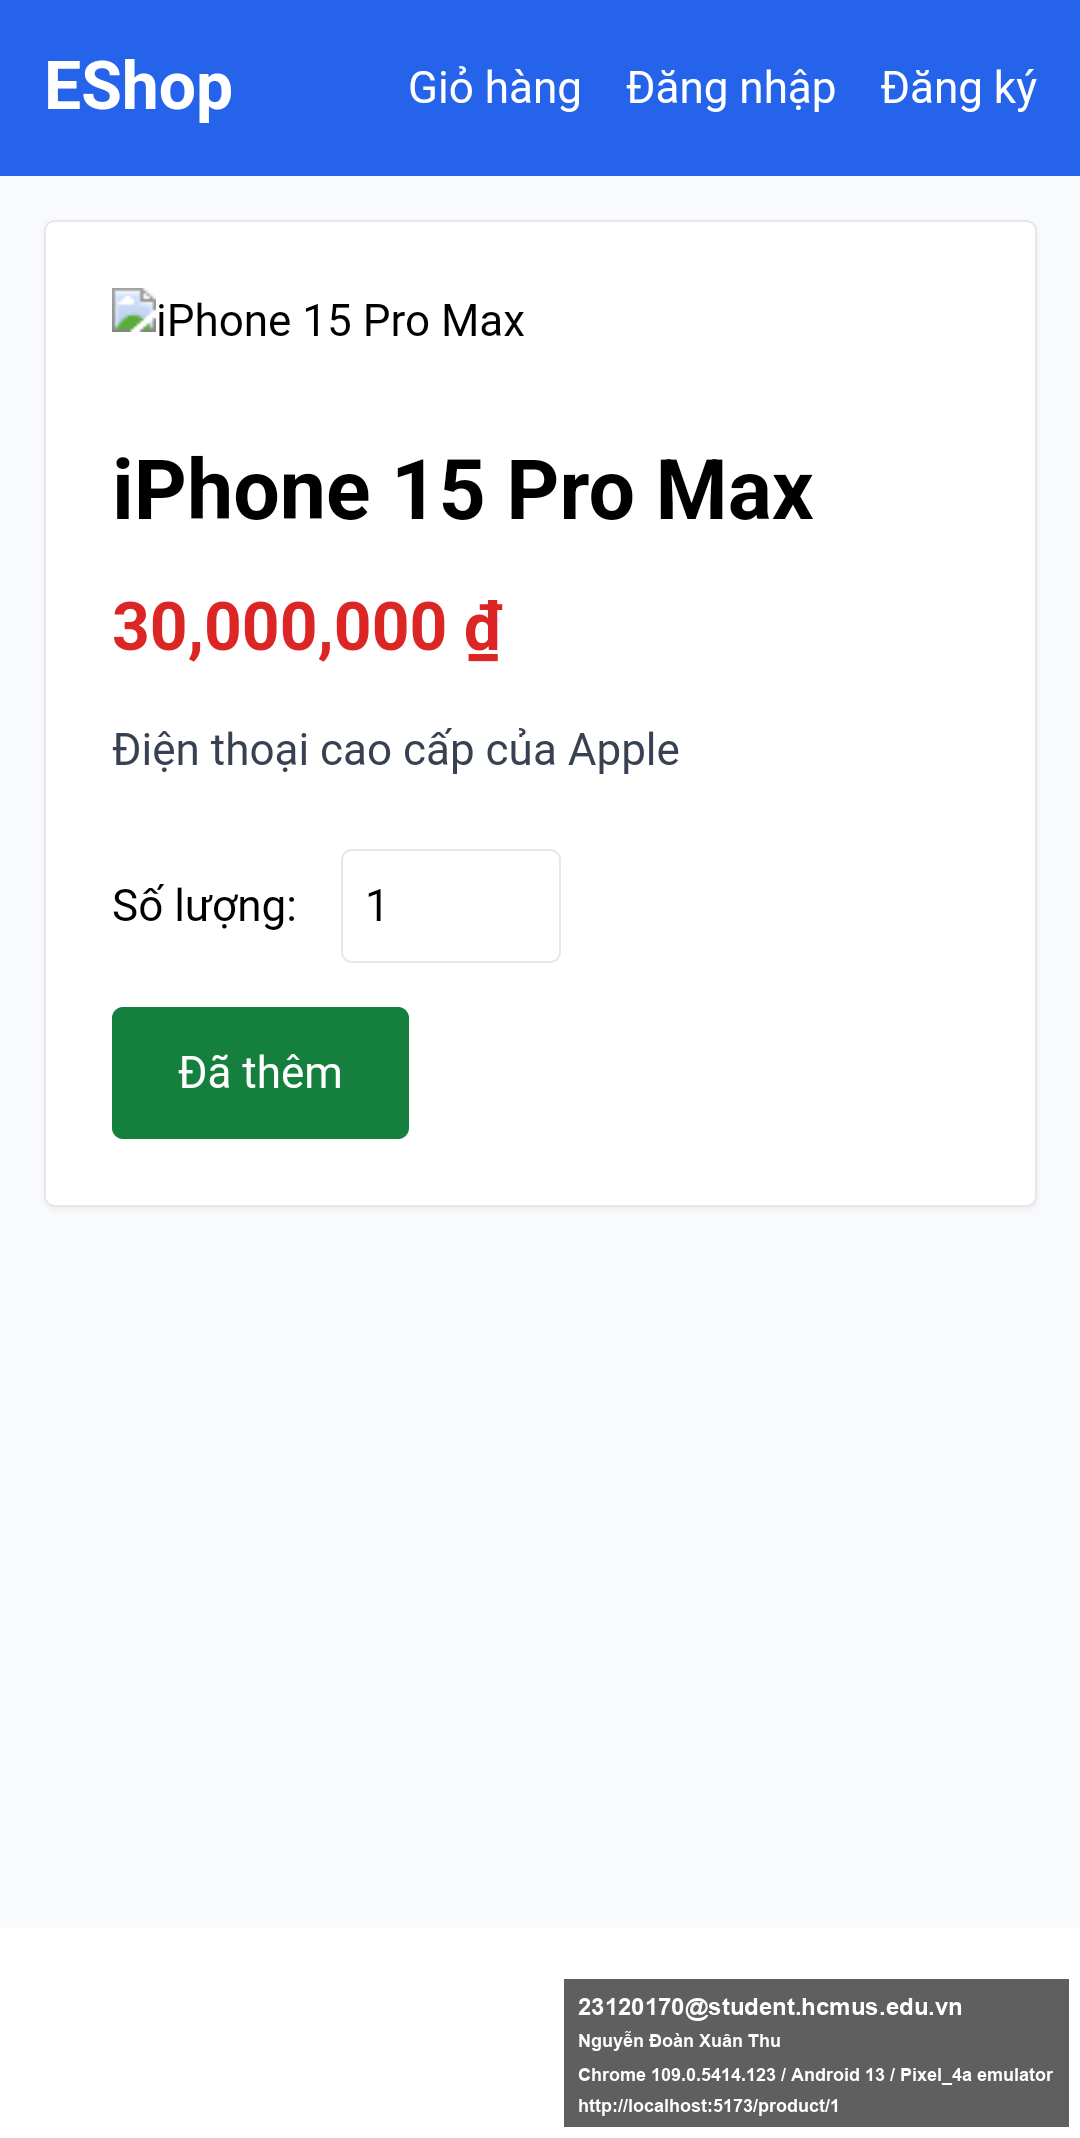 EShop
Giỏ hàng
Đăng nhập
Đăng ký
iPhone 15 Pro Max
iPhone 15 Pro Max
30,000,000 ₫
Điện thoại cao cấp của Apple
Số lượng:
1
Đã thêm
23120170@student.hcmus.edu.vn
Nguyễn Đoàn Xuân Thu
Chrome 109.0.5414.123 / Android 13 / Pixel_4a emulator
http://localhost:5173/product/1